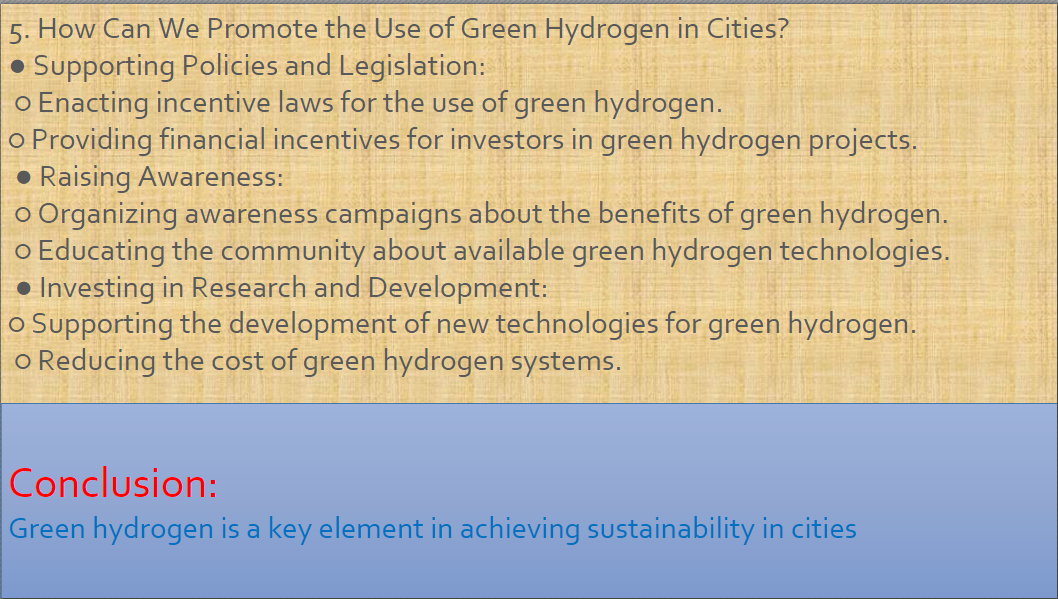 5. How Can We Promote the Use of Green Hydrogen in Cities?
● Supporting Policies and Legislation:
○ Enacting incentive laws for the use of green hydrogen.
○ Providing financial incentives for investors in green hydrogen projects.
● Raising Awareness:
○ Organizing awareness campaigns about the benefits of green hydrogen.
○ Educating the community about available green hydrogen technologies.
● Investing in Research and Development:
○ Supporting the development of new technologies for green hydrogen.
○ Reducing the cost of green hydrogen systems.
Conclusion:
Green hydrogen is a key element in achieving sustainability in cities